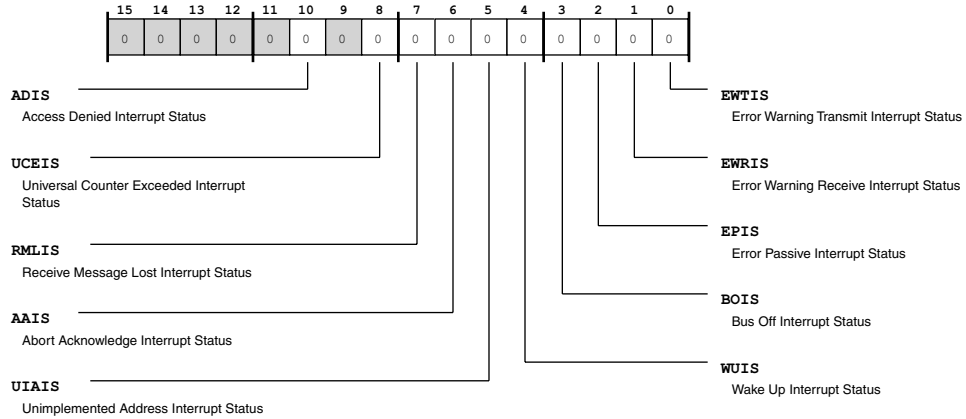 15 14 13 12 11 10 9 8 7 6 5 4 3 2 1 0
0 0 0 0 0 0 0 0 0 0 0 0 0 0 0 0
ADIS
Access Denied Interrupt Status
UCEIS
Universal Counter Exceeded Interrupt
Status
RMLIS
Receive Message Lost Interrupt Status
AAIS
Abort Acknowledge Interrupt Status
UIAIS
Unimplemented Address Interrupt Status
EWTIS
Error Warning Transmit Interrupt Status
EWRIS
Error Warning Receive Interrupt Status
EPIS
Error Passive Interrupt Status
BOIS
Bus Off Interrupt Status
WUIS
Wake Up Interrupt Status